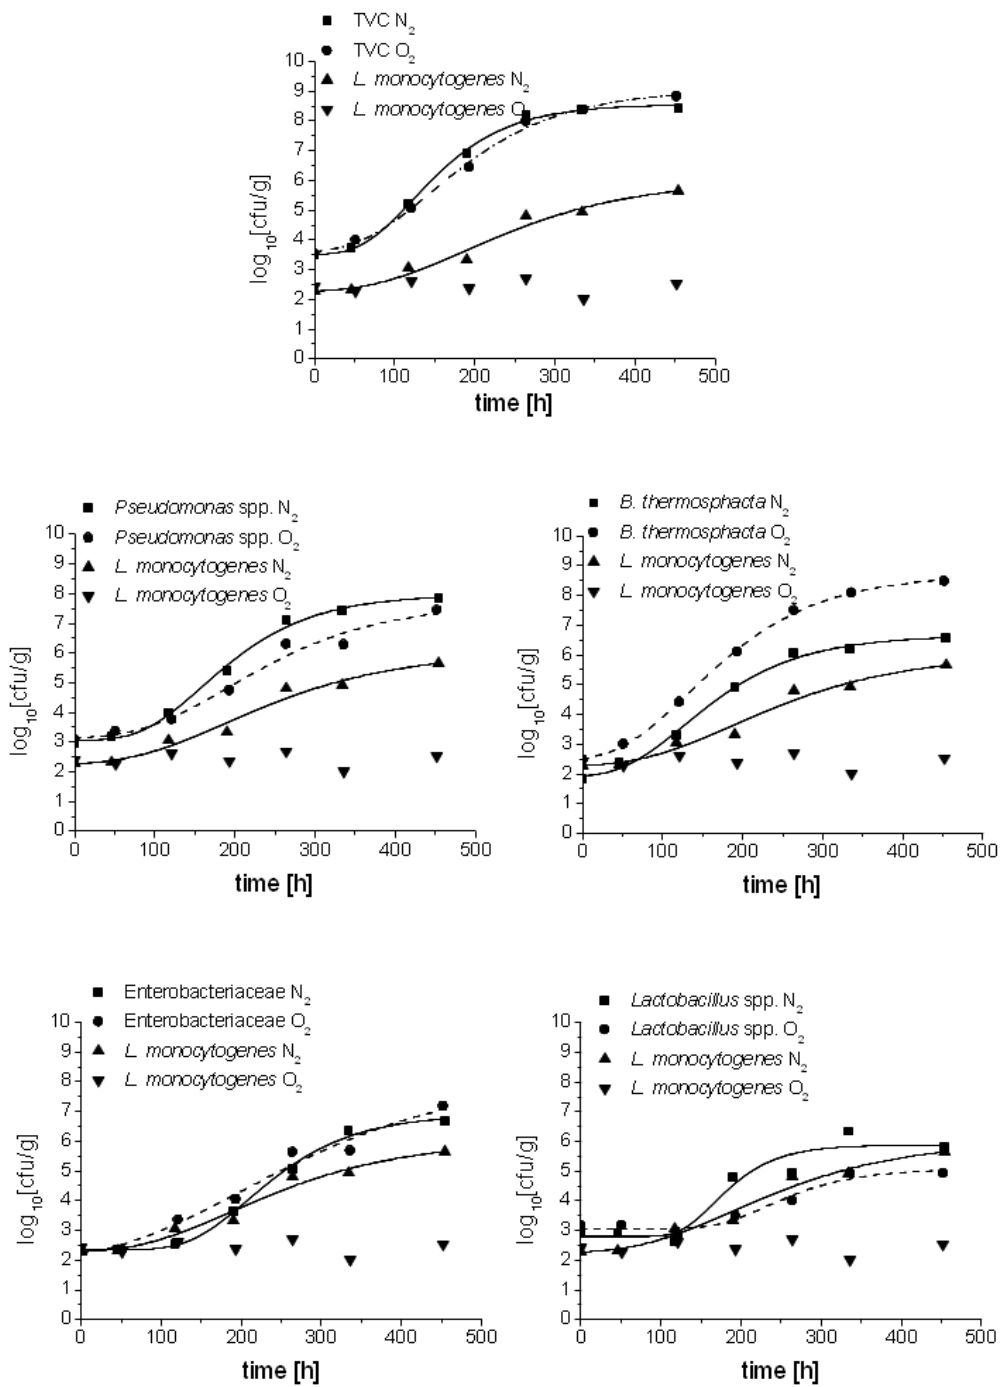 TVC N2
TVC O2
L. monocytogenes N2
L. monocytogenes O2
10
9
8
7
6
5
4
3
2
1
0
log10[cfu/g]
0 100 200 300 400 500
time [h]
Pseudomonas spp. N2
Pseudomonas spp. O2
L. monocytogenes N2
L. monocytogenes O2
10
9
8
7
6
5
4
3
2
1
0
log10[cfu/g]
0 100 200 300 400 500
time [h]
B. thermosphacta N2
B. thermosphacta O2
L. monocytogenes N2
L. monocytogenes O2
10
9
8
7
6
5
4
3
2
1
0
log10[cfu/g]
0 100 200 300 400 500
time [h]
Enterobacteriaceae N2
Enterobacteriaceae O2
L. monocytogenes N2
L. monocytogenes O2
10
9
8
7
6
5
4
3
2
1
0
log10[cfu/g]
0 100 200 300 400 500
time [h]
Lactobacillus spp. N2
Lactobacillus spp. O2
L. monocytogenes N2
L. monocytogenes O2
10
9
8
7
6
5
4
3
2
1
0
log10[cfu/g]
0 100 200 300 400 500
time [h]